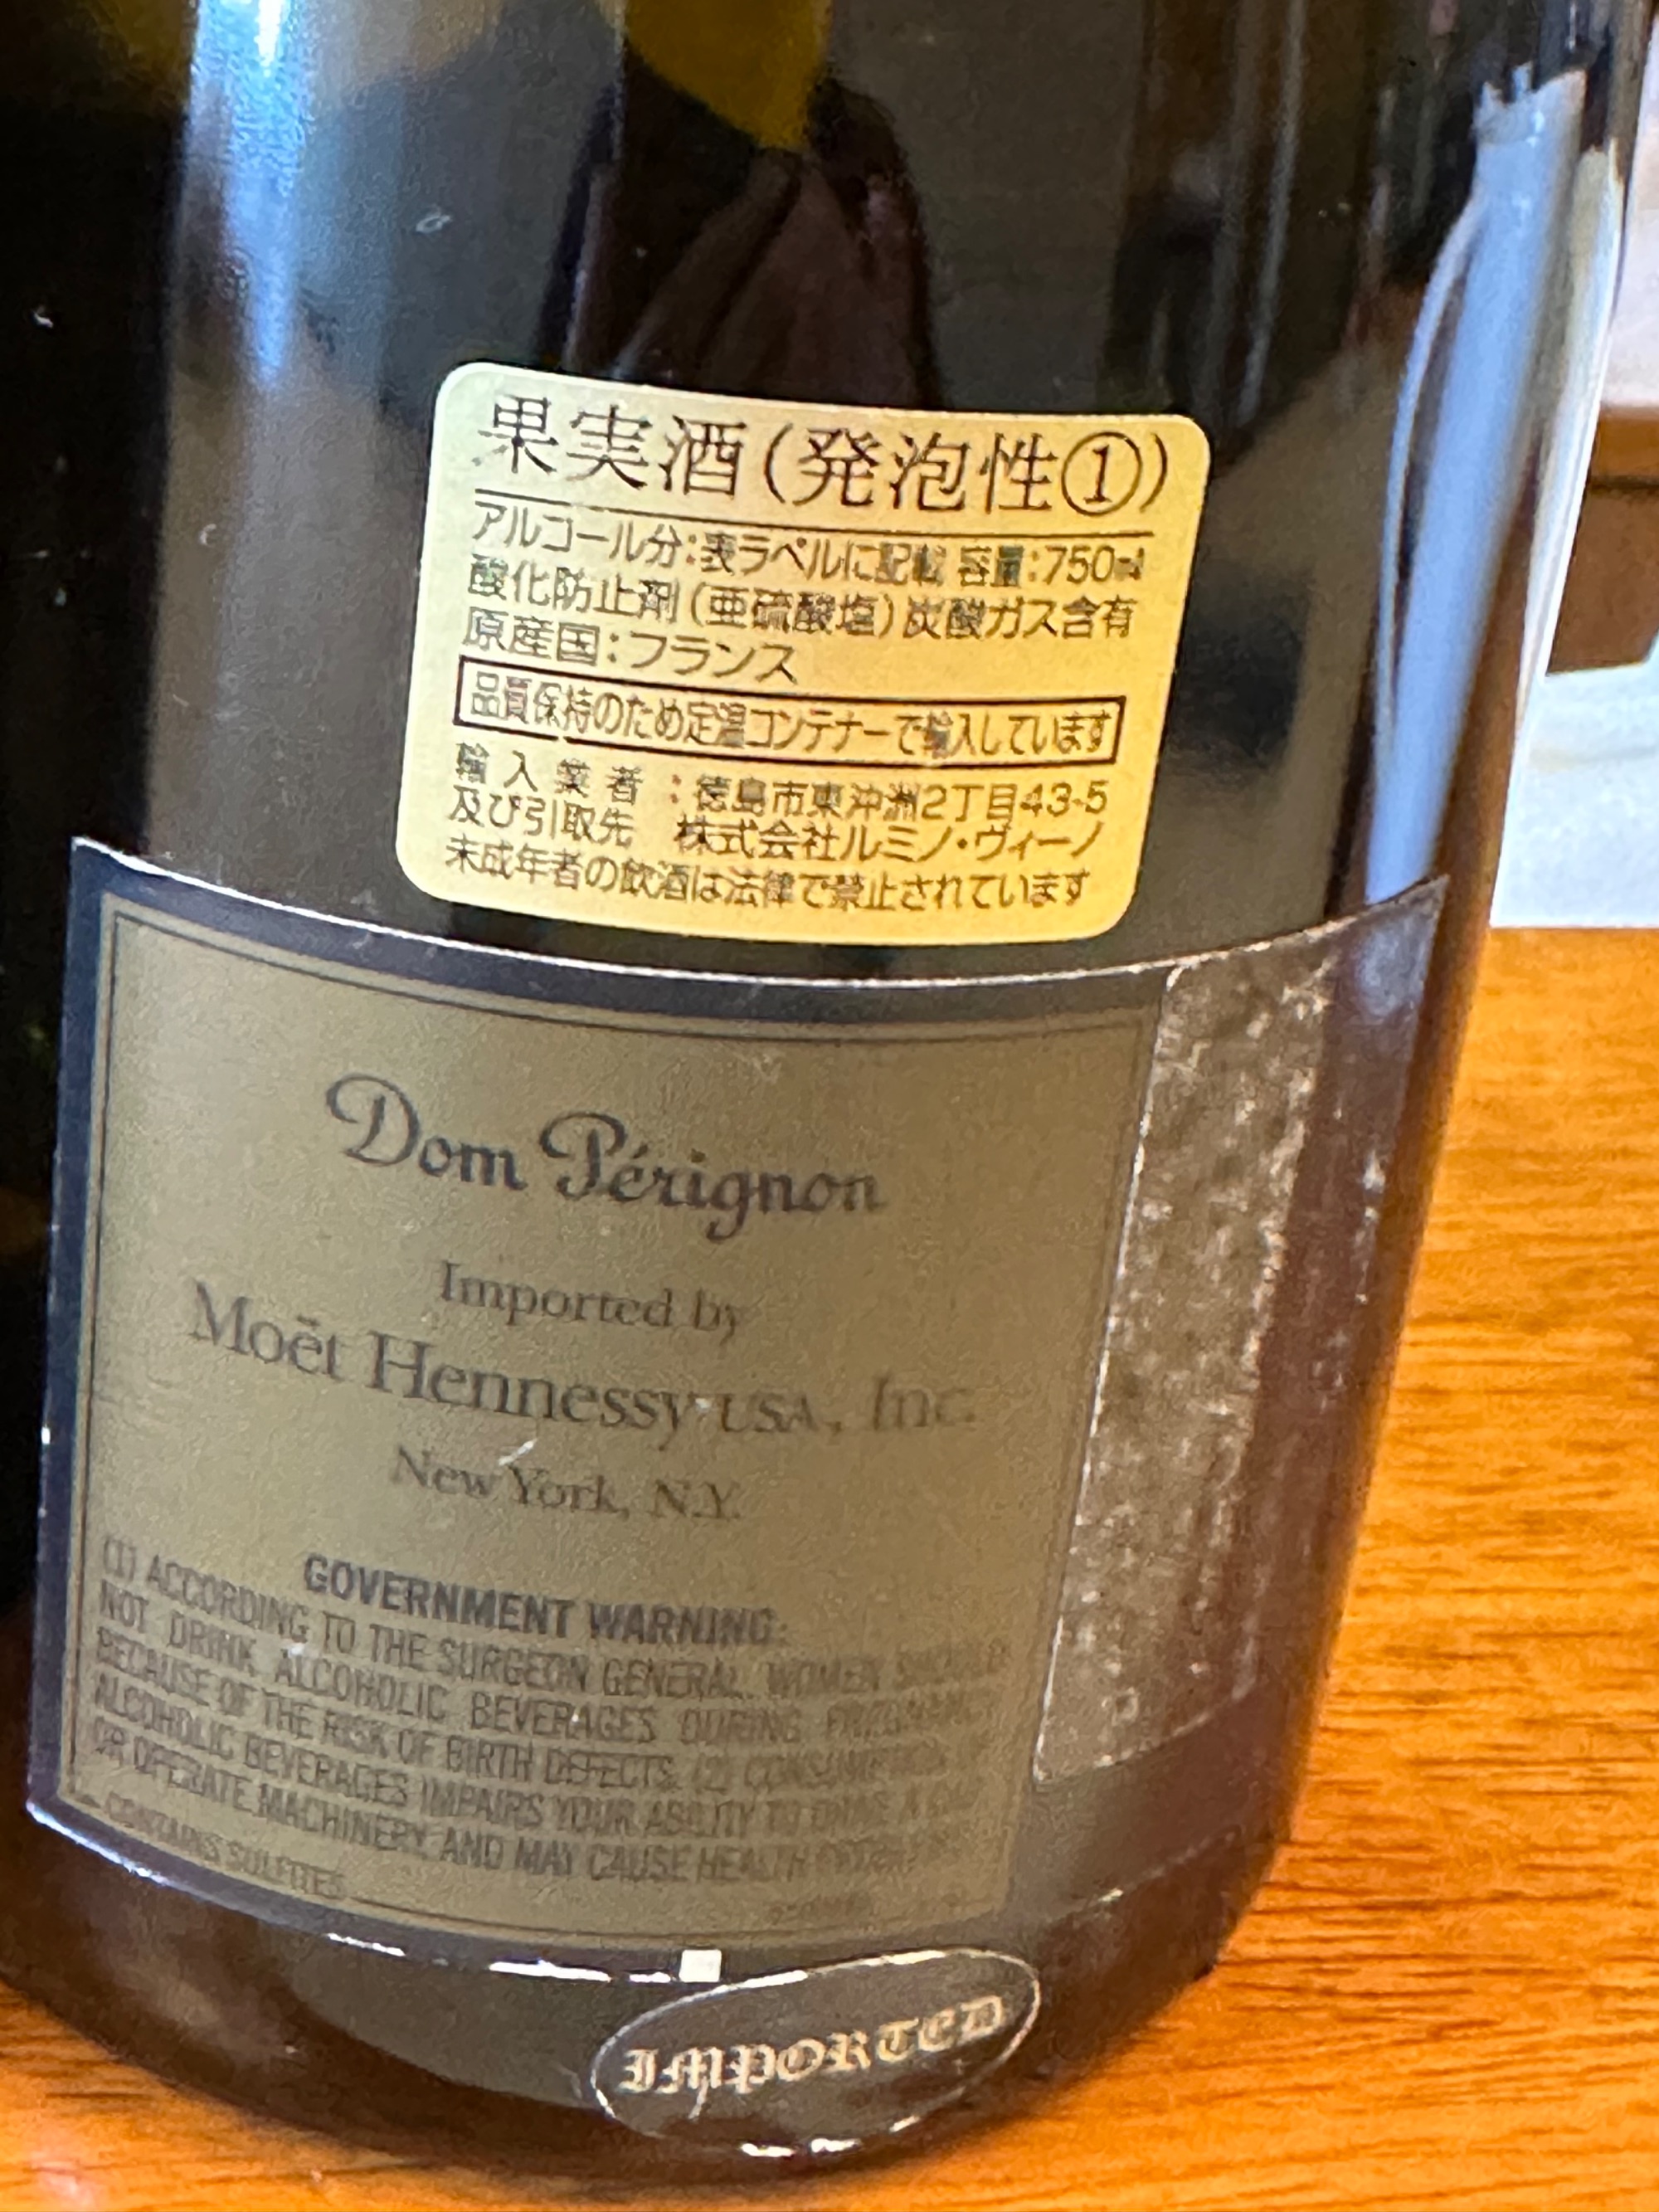 果実酒(発泡性①)
アルコール分:表ラベルに記載 容量:750ml
酸化防止剤(亜硫酸塩)炭酸ガス含有
原産国:フランス
品質保持のため定温コンテナーで輸入しています
輸入業者 :徳島市東沖洲2丁目43-5
及び引取先 株式会社ルミノ・ヴィーノ
未成年者の飲酒は法律で禁止されています
Dom Pérignon
Imported by
Moët Hennessy USA, Inc.
New York, N.Y.
GOVERNMENT WARNING:
(1) ACCORDING TO THE SURGEON GENERAL, WOMEN SHOULD
NOT DRINK ALCOHOLIC BEVERAGES DURING PREGNANCY
BECAUSE OF THE RISK OF BIRTH DEFECTS. (2) CONSUMPTION OF
ALCOHOLIC BEVERAGES IMPAIRS YOUR ABILITY TO DRIVE A CAR
OR OPERATE MACHINERY, AND MAY CAUSE HEALTH PROBLEMS.
CONTAINS SULFITES
IMPORTED